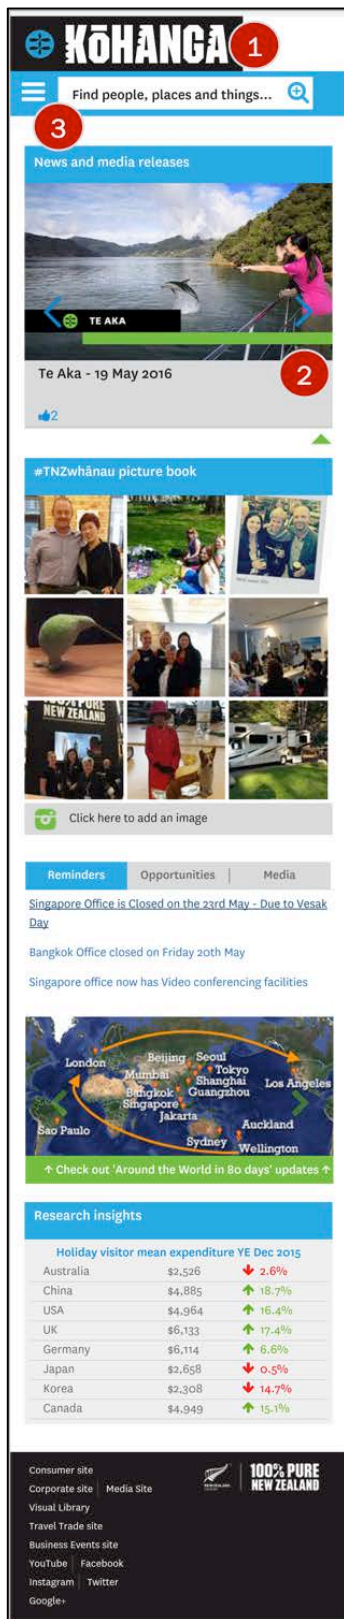 KŌHANGA
1
Find people, places and things...
3
News and media releases
TE AKA
2
Te Aka - 19 May 2016
2
#TNZwhānau picture book
100% PURE
NEW ZEALAND
Click here to add an image
Reminders Opportunities | Media
Singapore Office is Closed on the 23rd May - Due to Vesak
Day
Bangkok Office closed on Friday 20th May
Singapore office now has Video conferencing facilities
London Beijing Seoul
Mumbai Tokyo
Bangkok Shanghai Los Angeles
Singapore Guangzhou
Jakarta
Sao Paulo Auckland
Sydney
Wellington
↑ Check out 'Around the World in 80 days' updates ↑
Research insights
Holiday visitor mean expenditure YE Dec 2015
Australia $2,526 ↓ 2.6%
China $4,885 ↑ 18.7%
USA $4,964 ↑ 16.4%
UK $6,133 ↑ 17.4%
Germany $6,114 ↑ 6.6%
Japan $2,658 ↓ 0.5%
Korea $2,308 ↓ 14.7%
Canada $4,949 ↑ 15.1%
Consumer site
Corporate site | Media Site
Visual Library
Travel Trade site
Business Events site
YouTube | Facebook
Instagram | Twitter
Google+
100% PURE
NEW ZEALAND